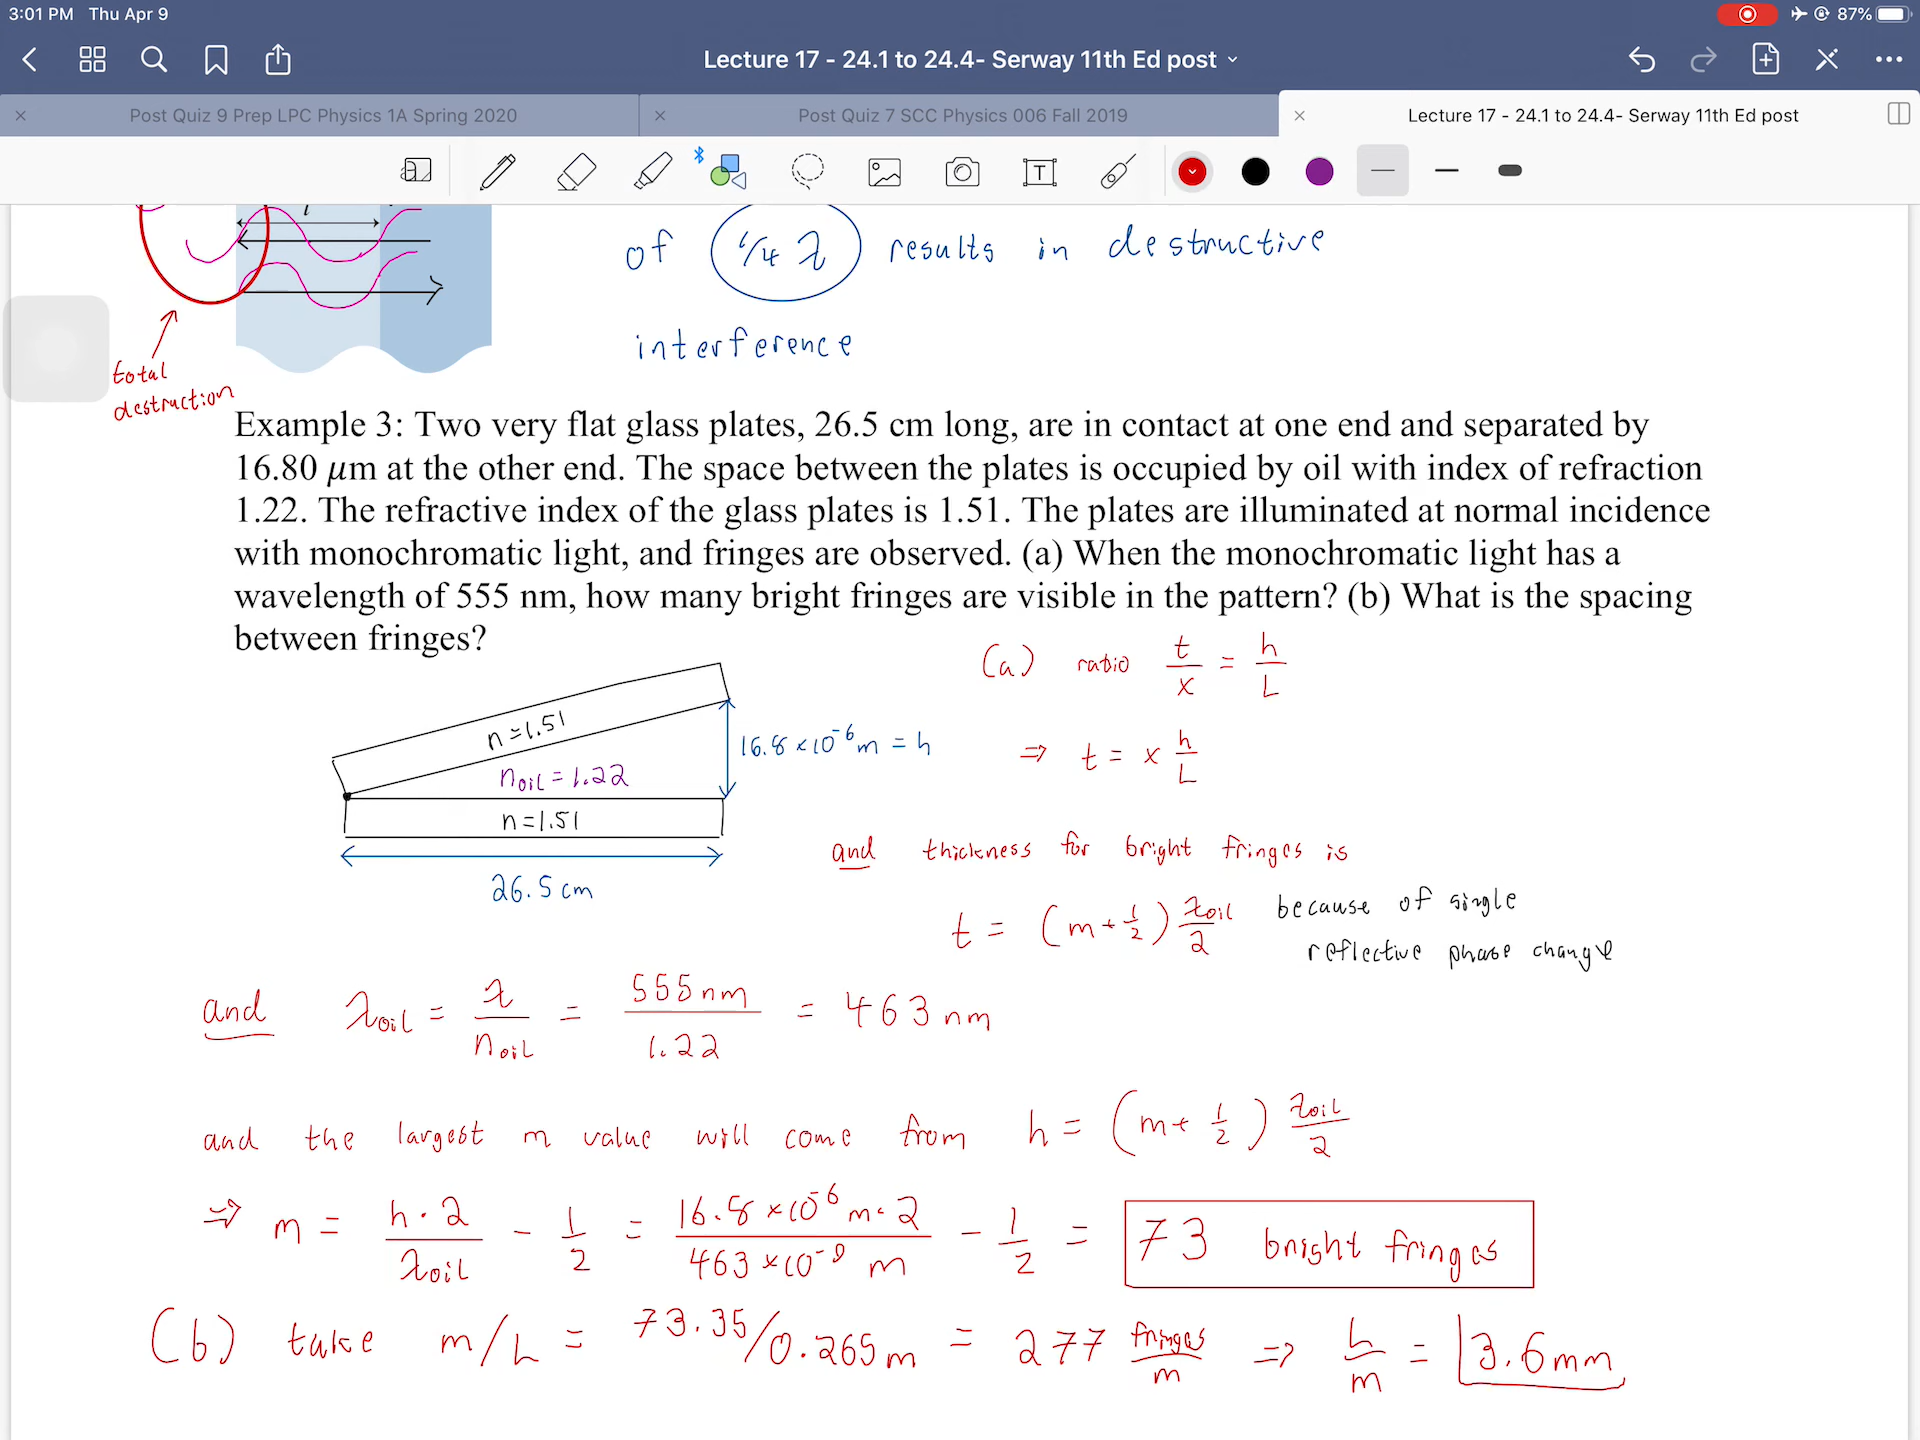 3:01 PM Thu Apr 9
87%
Lecture 17 - 24.1 to 24.4- Serway 11th Ed post
Post Quiz 9 Prep LPC Physics 1A Spring 2020
Post Quiz 7 SCC Physics 006 Fall 2019
Lecture 17 - 24.1 to 24.4- Serway 11th Ed post
of 1/4 λ results in destructive
interference
total
destruction
Example 3: Two very flat glass plates, 26.5 cm long, are in contact at one end and separated by
16.80 μm at the other end. The space between the plates is occupied by oil with index of refraction
1.22. The refractive index of the glass plates is 1.51. The plates are illuminated at normal incidence
with monochromatic light, and fringes are observed. (a) When the monochromatic light has a
wavelength of 555 nm, how many bright fringes are visible in the pattern? (b) What is the spacing
between fringes?
(a) ratio t/x = h/L
n=1.51
16.8×10^-6 m = h
⇒ t = x h/L
n_oil = 1.22
n=1.51
26.5 cm
and thickness for bright fringes is
t = (m+1/2) λ_oil/2 because of single
reflective phase change
and λ_oil = λ/n_oil = 555 nm/1.22 = 463 nm
and the largest m value will come from h = (m+1/2) λ_oil/2
⇒ m = h·2/λ_oil - 1/2 = 16.8×10^-6 m·2/463×10^-9 m - 1/2 = 73 bright fringes
(b) take m/L = 73.35/0.265m = 277 fringes/m ⇒ L/m = 3.6mm